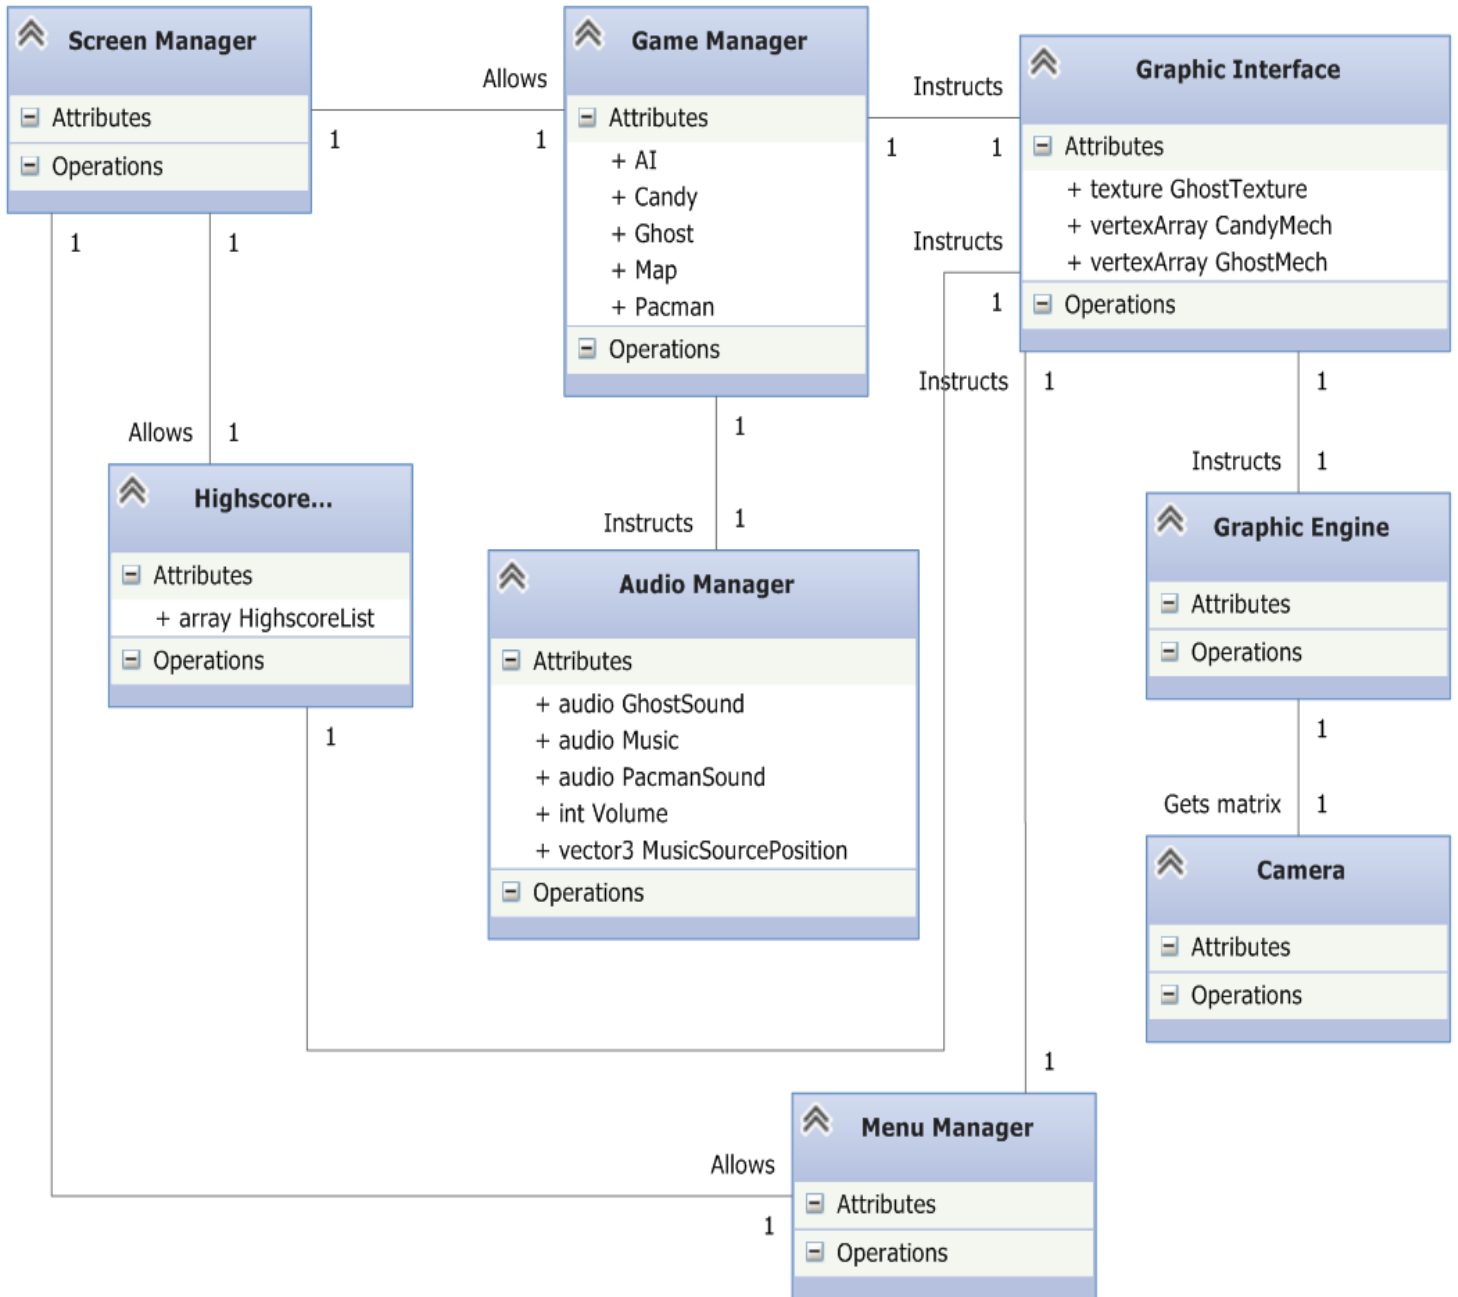 Screen Manager
Attributes
Operations
Allows
1
1
Game Manager
Attributes
+ AI
+ Candy
+ Ghost
+ Map
+ Pacman
Operations
Instructs
1
1
Graphic Interface
Attributes
+ texture GhostTexture
+ vertexArray CandyMech
+ vertexArray GhostMech
Operations
Instructs
1
Instructs
1
1
1
1
1
Instructs
1
Allows
1
Highscore...
Attributes
+ array HighscoreList
Operations
1
Instructs
1
Audio Manager
Attributes
+ audio GhostSound
+ audio Music
+ audio PacmanSound
+ int Volume
+ vector3 MusicSourcePosition
Operations
Graphic Engine
Attributes
Operations
1
Gets matrix
1
Camera
Attributes
Operations
1
Menu Manager
Attributes
Operations
Allows
1